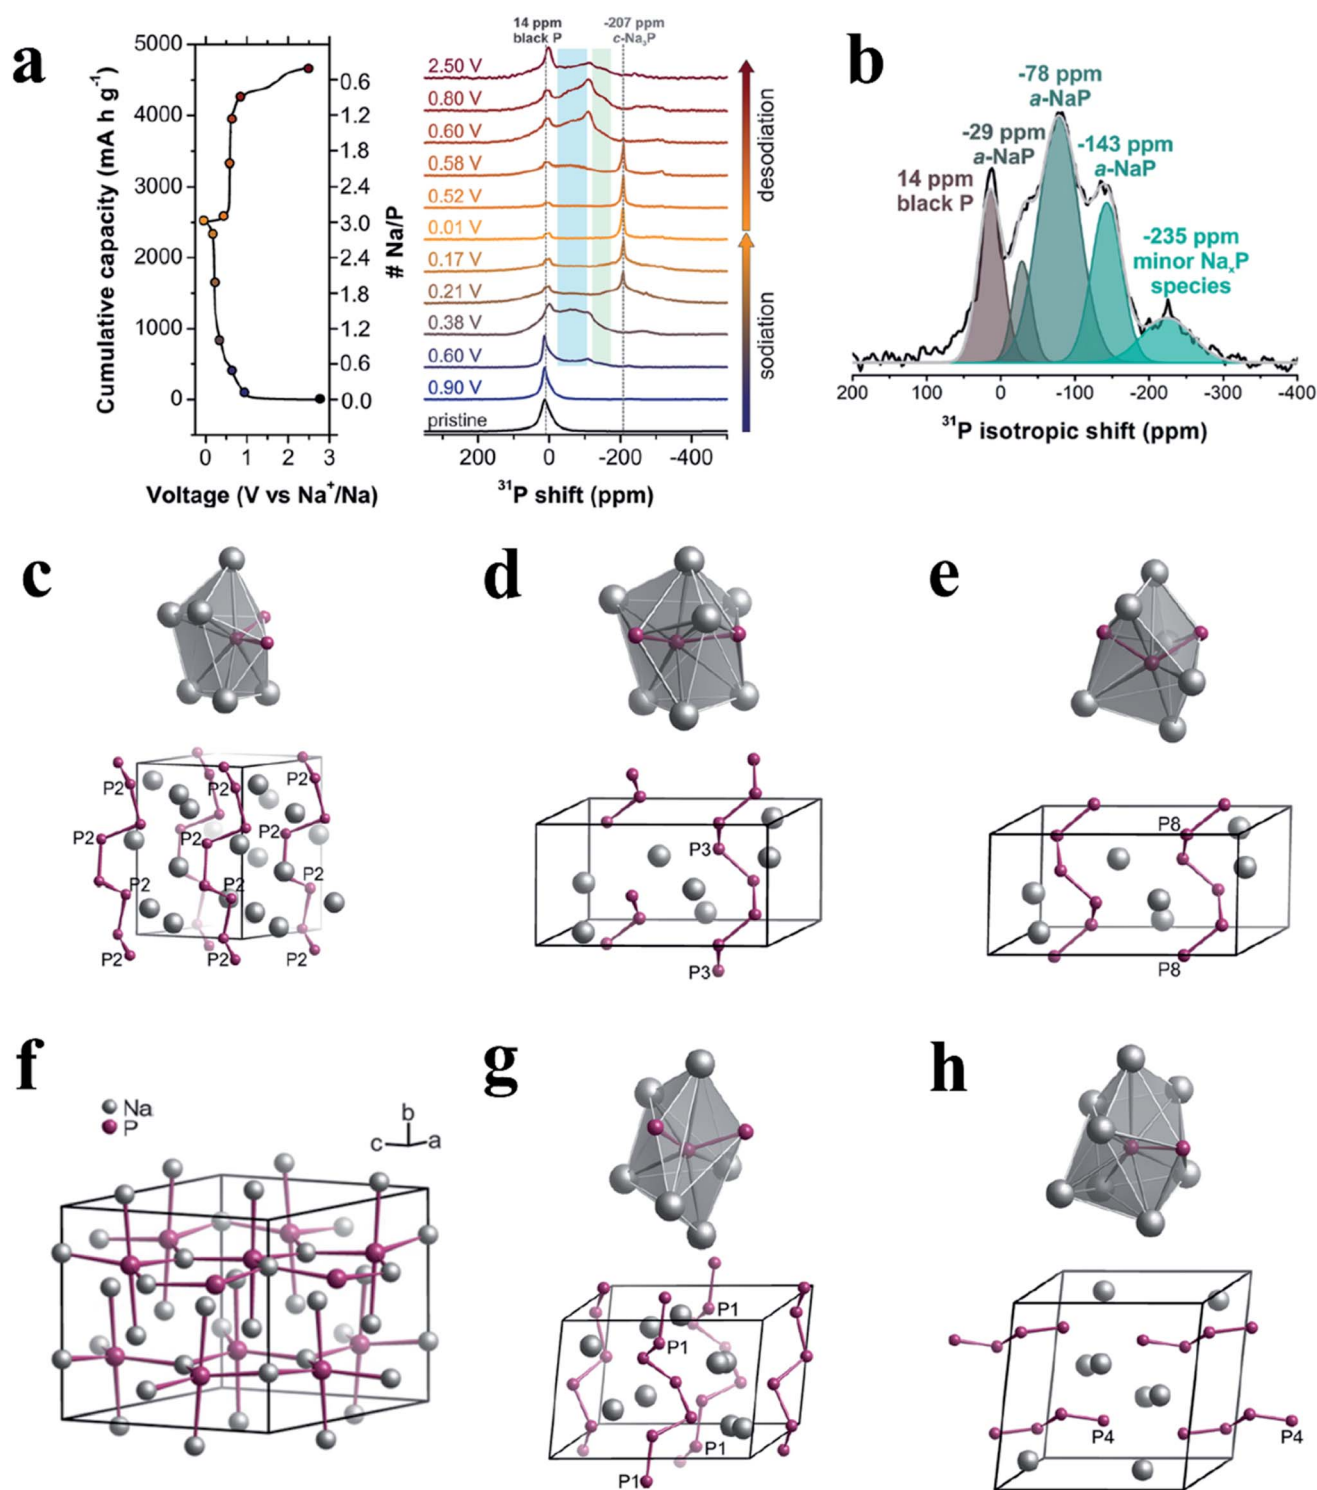 a
5000
4000
3000
2000
1000
0
Cumulative capacity (mA h g⁻¹)
0.6
1.2
1.8
2.4
3.0
2.4
1.8
1.2
0.6
0.0
# Na/P
0 1 2 3
Voltage (V vs Na⁺/Na)
14 ppm
black P
-207 ppm
c-Na₃P
2.50 V
0.80 V
0.60 V
0.58 V
0.52 V
0.01 V
0.17 V
0.21 V
0.38 V
0.60 V
0.90 V
pristine
desodiation
sodiation
200 0 -200 -400
³¹P shift (ppm)
b
-78 ppm
a-NaP
-29 ppm
a-NaP
-143 ppm
a-NaP
14 ppm
black P
-235 ppm
minor NaₓP
species
200 100 0 -100 -200 -300 -400
³¹P isotropic shift (ppm)
c
P2 P2 P2
P2 P2 P2
P2 P2 P2
P2 P2 P2
d
P3
P3
e
P8
P8
f
Na
P
b
c a
g
P1
P1
P1
P1
h
P4 P4